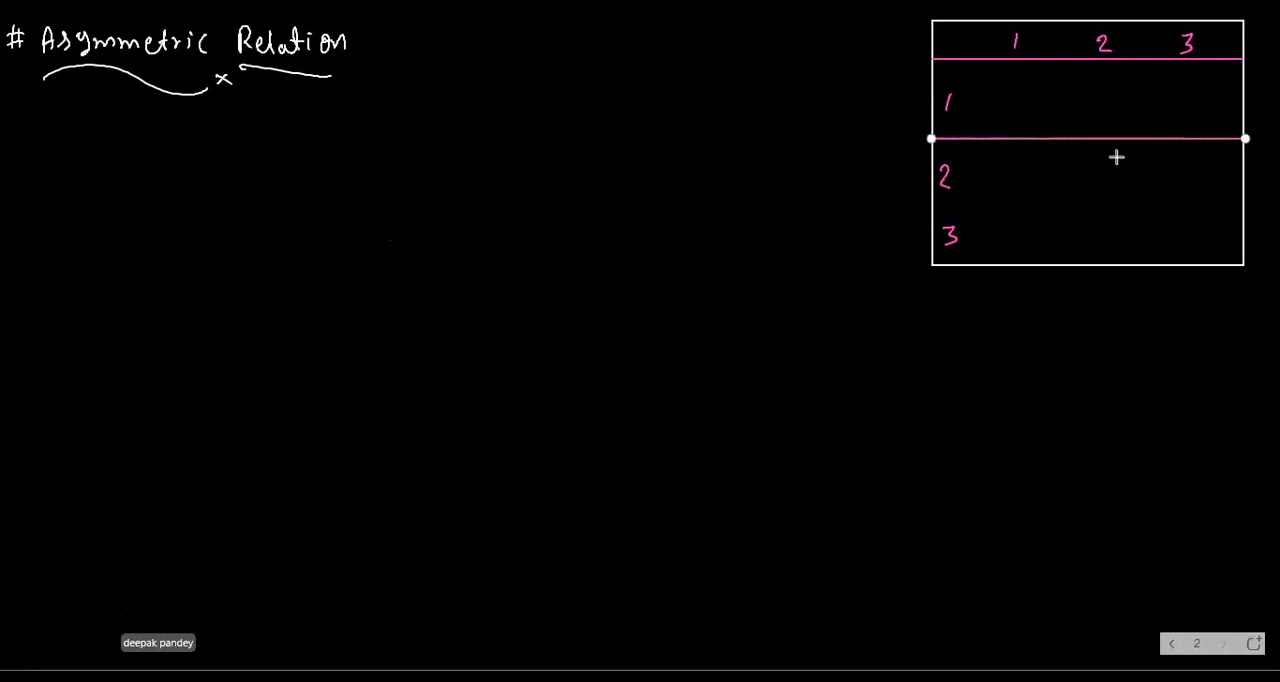 # Asymmetric Relation
×
1 2 3
1
2
3
deepak pandey
< 2 >